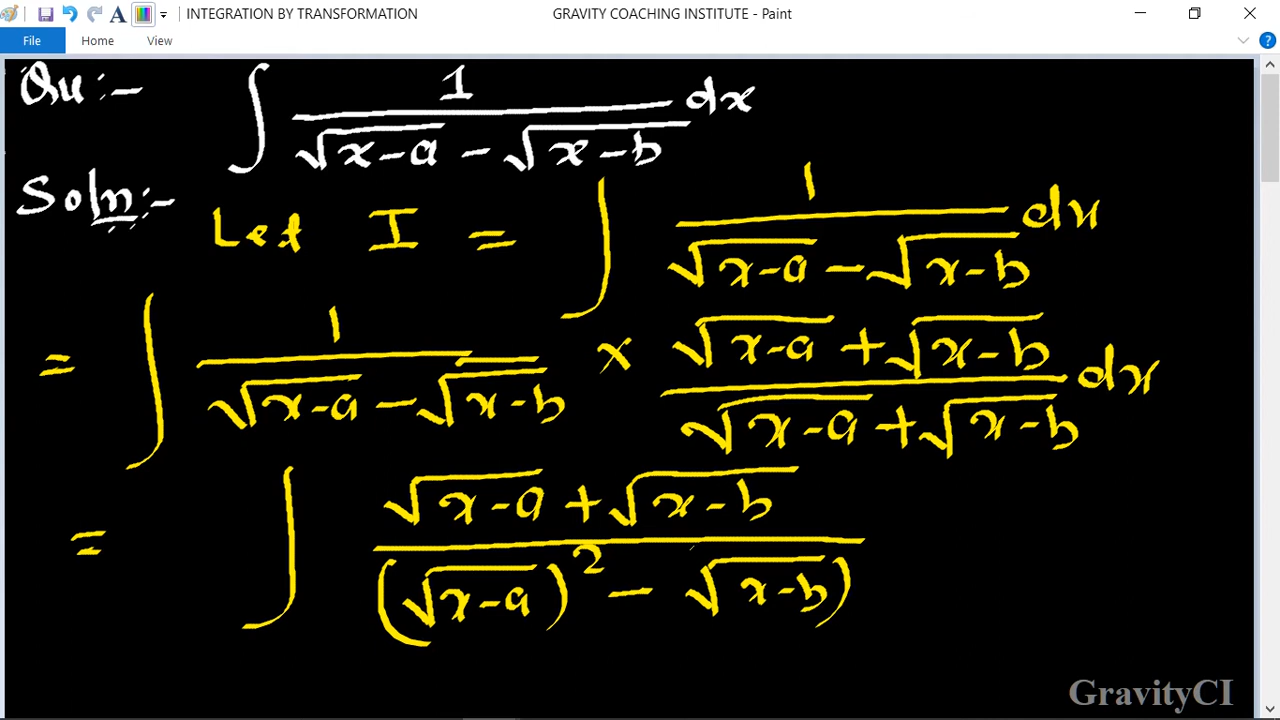 INTEGRATION BY TRANSFORMATION GRAVITY COACHING INSTITUTE - Paint
File Home View
Qu:- ∫ 1/(√(x-a) - √(x-b)) dx
Soln:- Let I = ∫ 1/(√(x-a) - √(x-b)) dx
= ∫ 1/(√(x-a) - √(x-b)) × (√(x-a) + √(x-b))/(√(x-a) + √(x-b)) dx
= ∫ (√(x-a) + √(x-b))/((√(x-a))² - √(x-b))
GravityCI